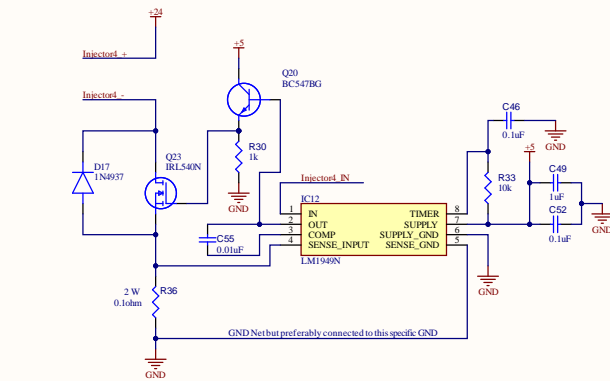 +24
Injector4_+
+5
Q20
BC547BG
Injector4_-
C46
0.1uF
GND
+5
Q23
IRL540N
R30
1k
D17
1N4937
Injector4_IN
R33
10k
C49
1uF
GND
IC12
1 IN TIMER 8
2 OUT SUPPLY 7
3 COMP SUPPLY_GND 6
4 SENSE_INPUT SENSE_GND 5
LM1949N
C55
0.01uF
C52
0.1uF
GND
GND
2 W
0.1ohm
R36
GND Net but preferably connected to this specific GND
GND